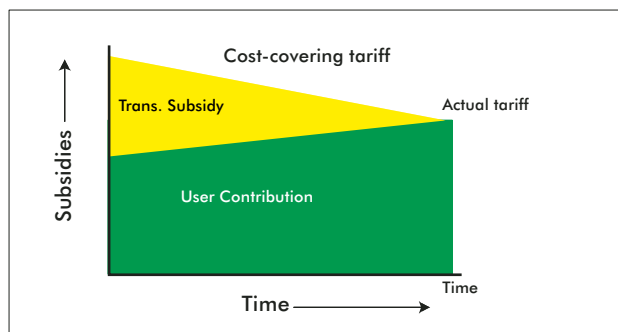 Cost-covering tariff
Trans. Subsidy
Actual tariff
Subsidies
User Contribution
Time
Time